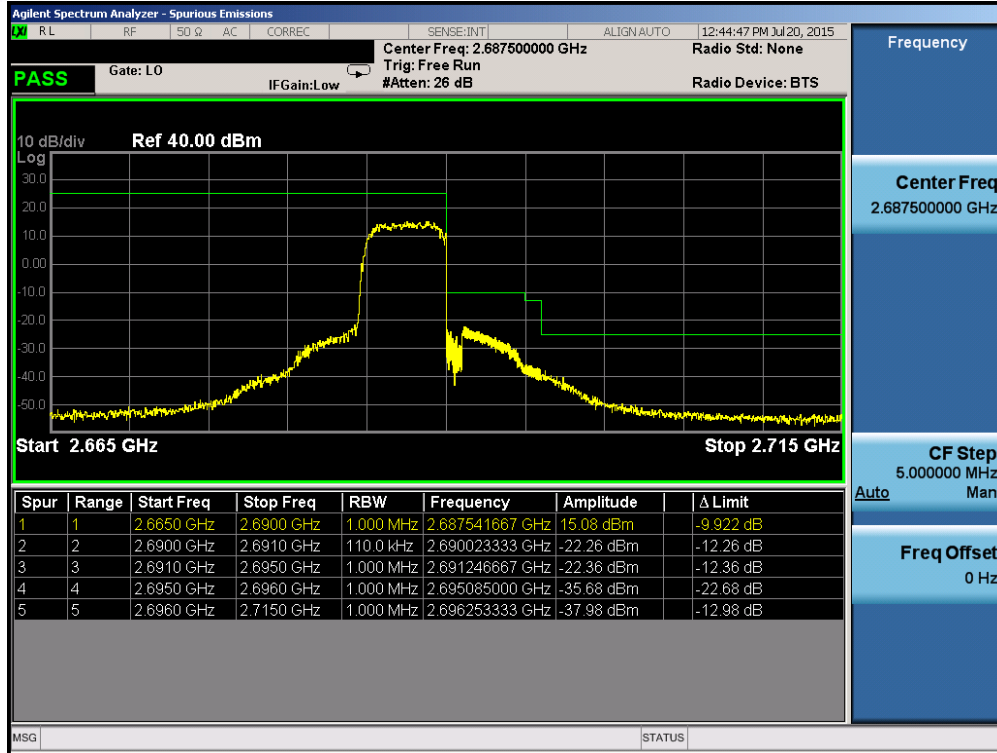 Agilent Spectrum Analyzer - Spurious Emissions
LXI RL RF 50 Ω AC CORREC SENSE:INT ALIGN AUTO 12:44:47 PM Jul 20, 2015
Center Freq: 2.687500000 GHz Radio Std: None
Trig: Free Run
PASS Gate: LO IFGain:Low #Atten: 26 dB Radio Device: BTS
10 dB/div Ref 40.00 dBm
Log
30.0
20.0
10.0
0.00
-10.0
-20.0
-30.0
-40.0
-50.0
Start 2.665 GHz Stop 2.715 GHz
Spur Range Start Freq Stop Freq RBW Frequency Amplitude Δ Limit
1 1 2.6650 GHz 2.6900 GHz 1.000 MHz 2.687541667 GHz 15.08 dBm -9.922 dB
2 2 2.6900 GHz 2.6910 GHz 110.0 kHz 2.690023333 GHz -22.26 dBm -12.26 dB
3 3 2.6910 GHz 2.6950 GHz 1.000 MHz 2.691246667 GHz -22.36 dBm -12.36 dB
4 4 2.6950 GHz 2.6960 GHz 1.000 MHz 2.695085000 GHz -35.68 dBm -22.68 dB
5 5 2.6960 GHz 2.7150 GHz 1.000 MHz 2.696253333 GHz -37.98 dBm -12.98 dB
MSG STATUS
Frequency
Center Freq
2.687500000 GHz
CF Step
5.000000 MHz
Auto Man
Freq Offset
0 Hz